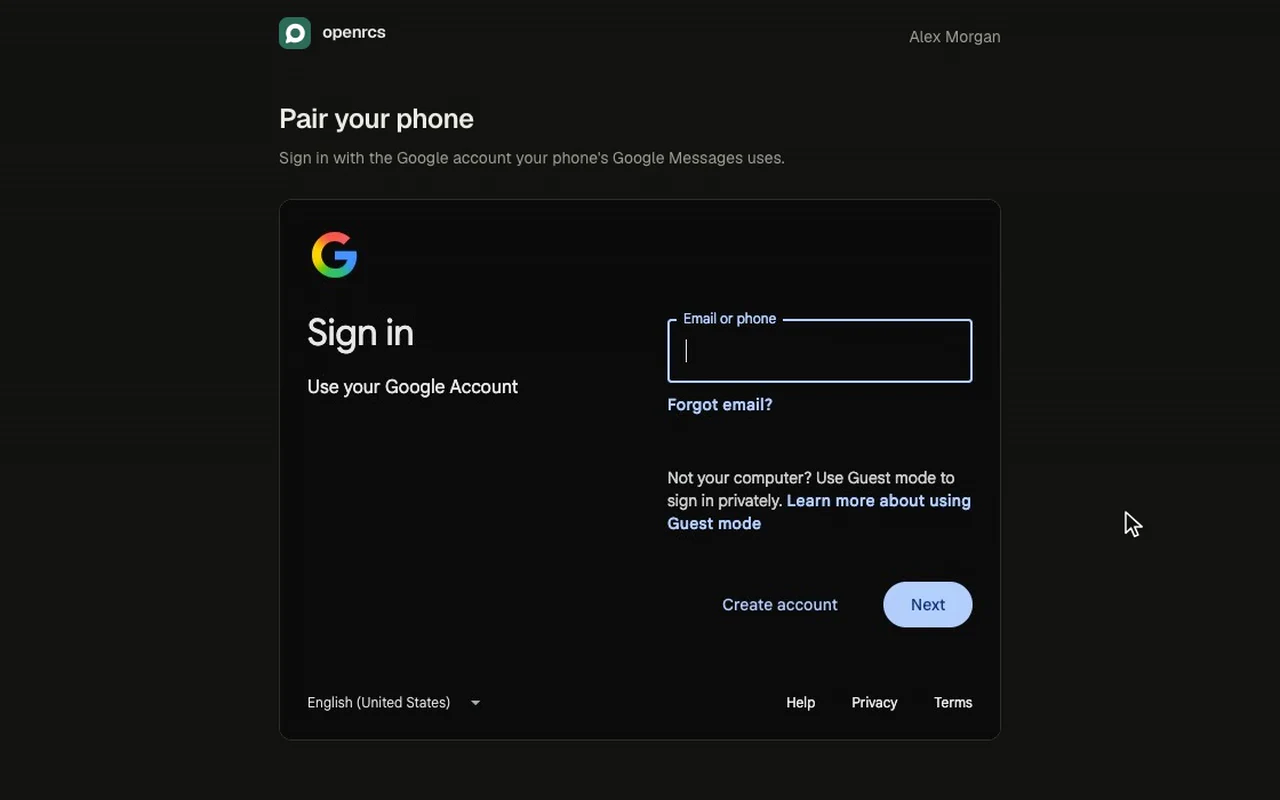 openrcs
Alex Morgan
Pair your phone
Sign in with the Google account your phone's Google Messages uses.
Sign in
Use your Google Account
Email or phone
Forgot email?
Not your computer? Use Guest mode to
sign in privately. Learn more about using
Guest mode
Create account
Next
English (United States)
Help
Privacy
Terms